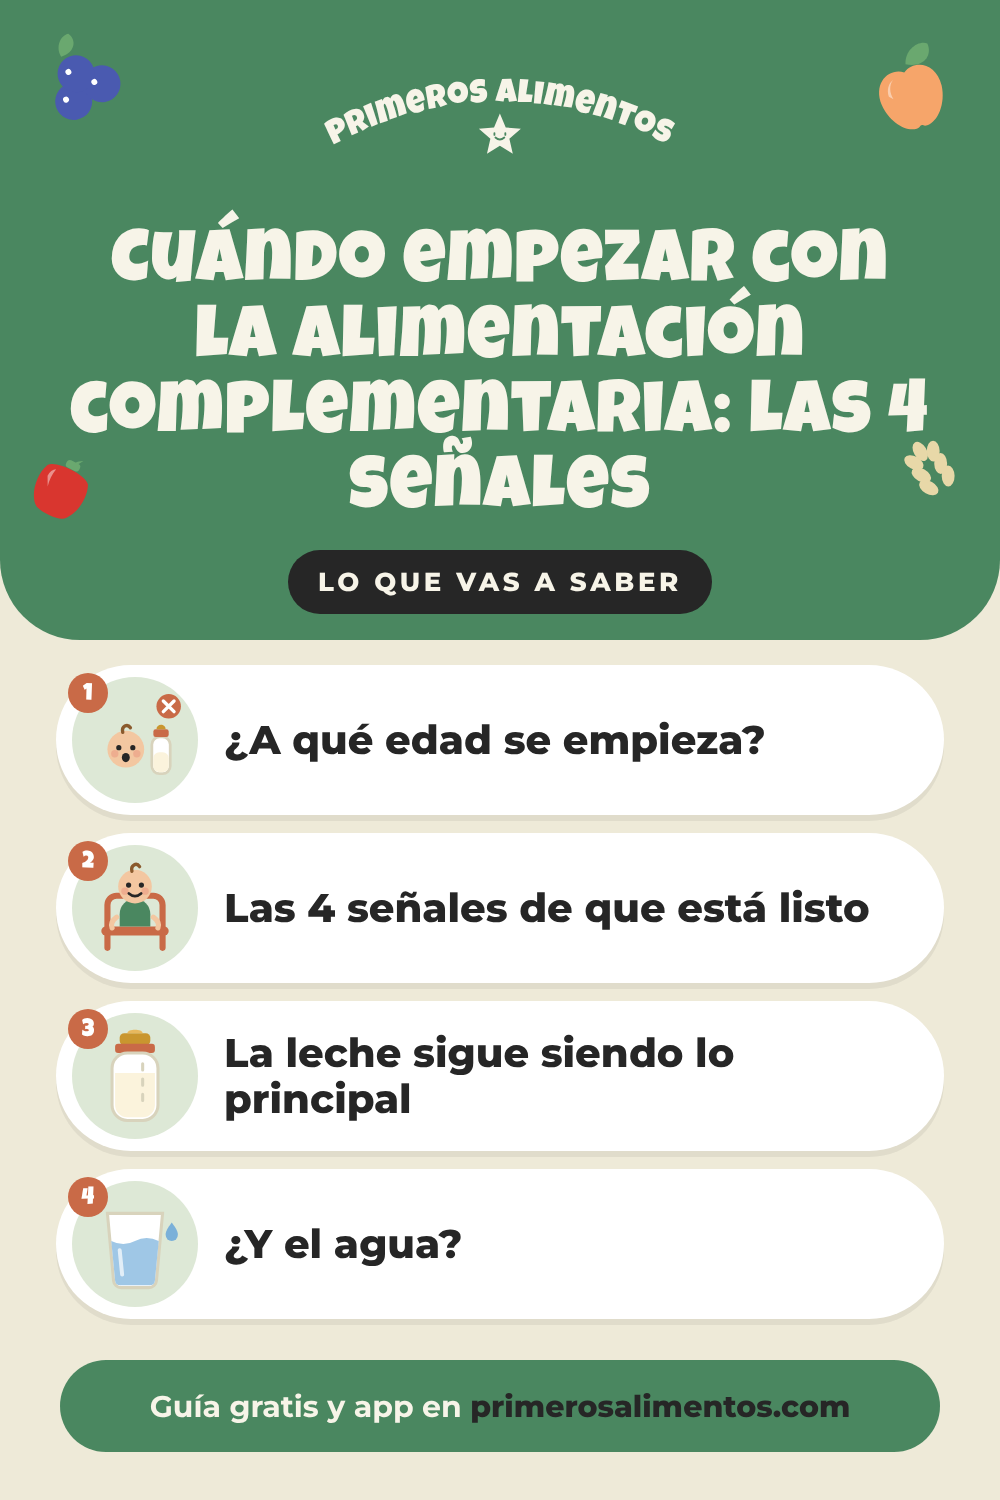 PRIMEROS ALIMENTOS
CUÁNDO EMPEZAR CON
LA ALIMENTACIÓN
COMPLEMENTARIA: LAS 4
SEÑALES
LO QUE VAS A SABER
1
¿A qué edad se empieza?
2
Las 4 señales de que está listo
3
La leche sigue siendo lo
principal
4
¿Y el agua?
Guía gratis y app en primerosalimentos.com